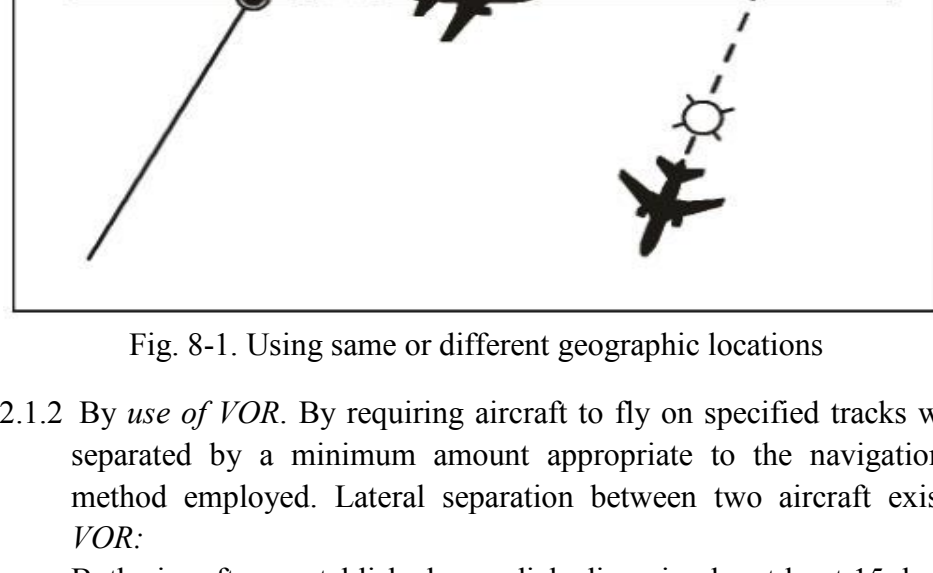 Fig. 8-1. Using same or different geographic locations
2.1.2 By use of VOR. By requiring aircraft to fly on specified tracks w
separated by a minimum amount appropriate to the navigation
method employed. Lateral separation between two aircraft exis
VOR: